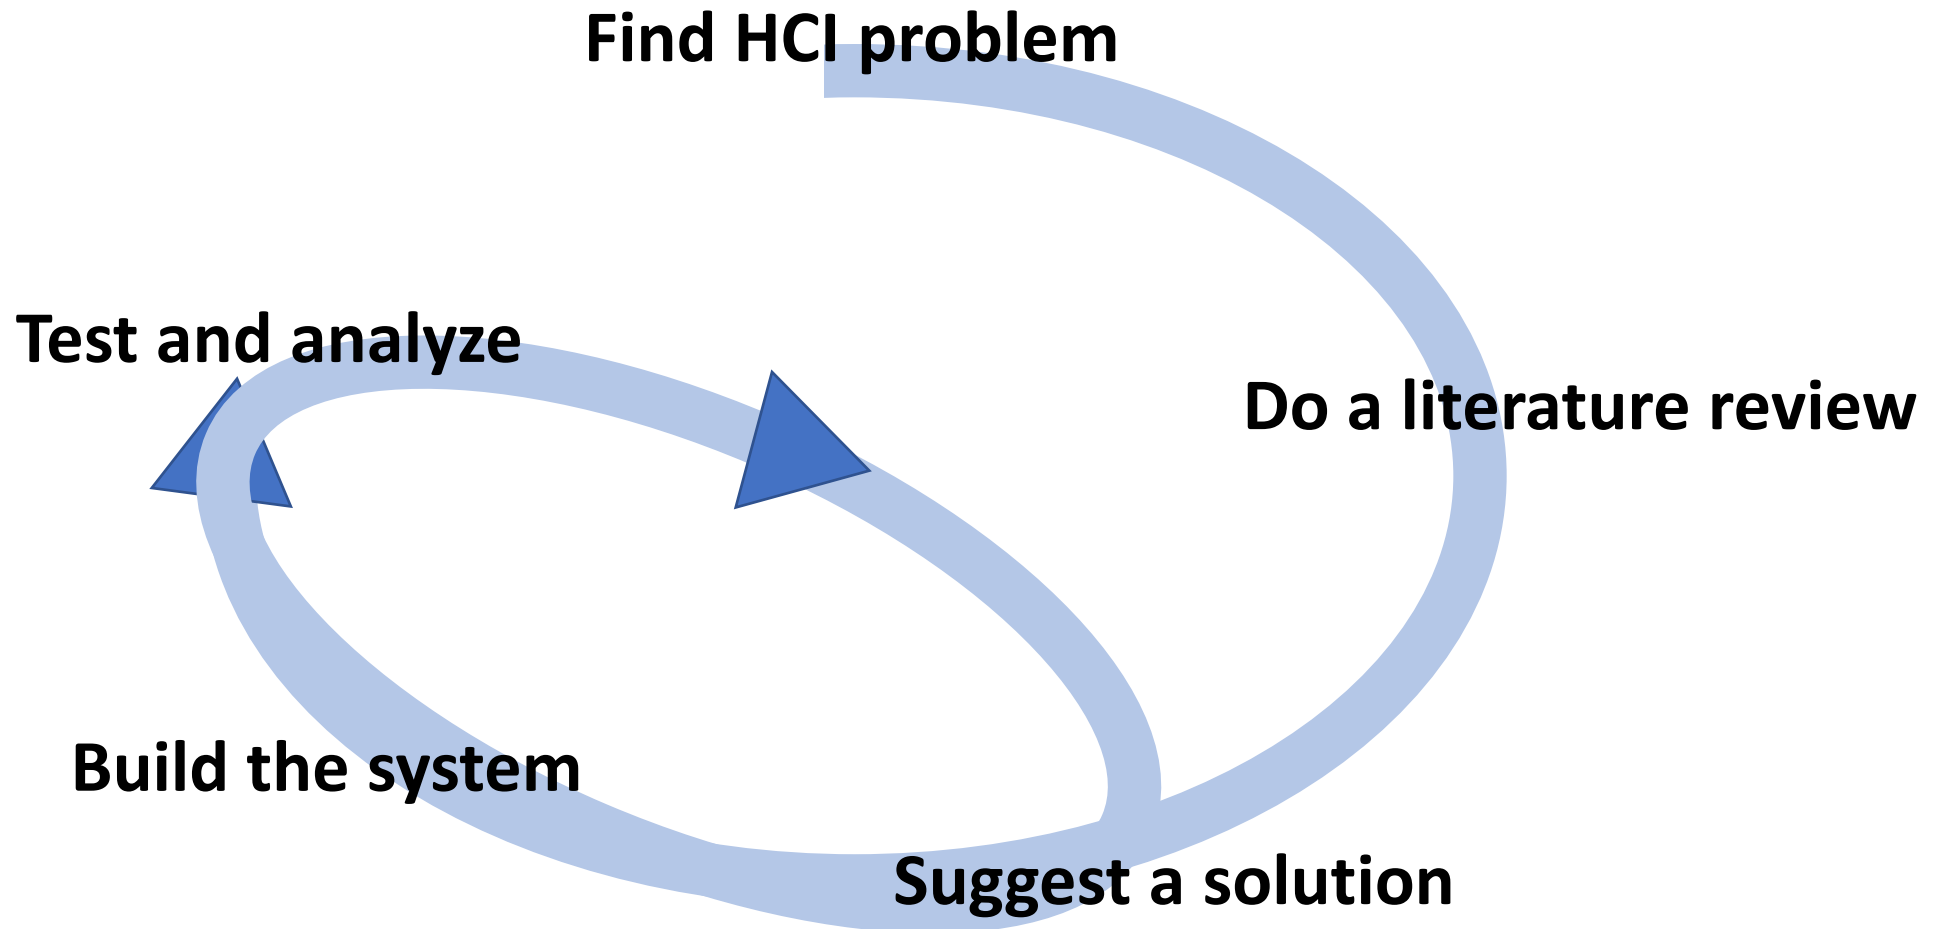 Find HCI problem
Test and analyze
Do a literature review
Build the system
Suggest a solution